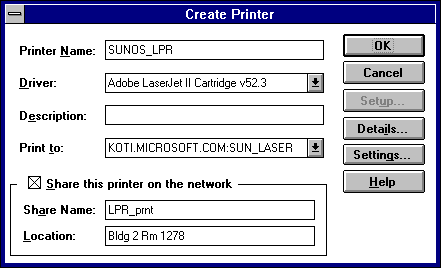 Create Printer
Printer Name: SUNOS_LPR
OK
Driver: Adobe LaserJet II Cartridge v52.3
Cancel
Setup...
Description:
Details...
Print to: KOTI.MICROSOFT.COM:SUN_LASER
Settings...
Share this printer on the network
Help
Share Name: LPR_prnt
Location: Bldg 2 Rm 1278